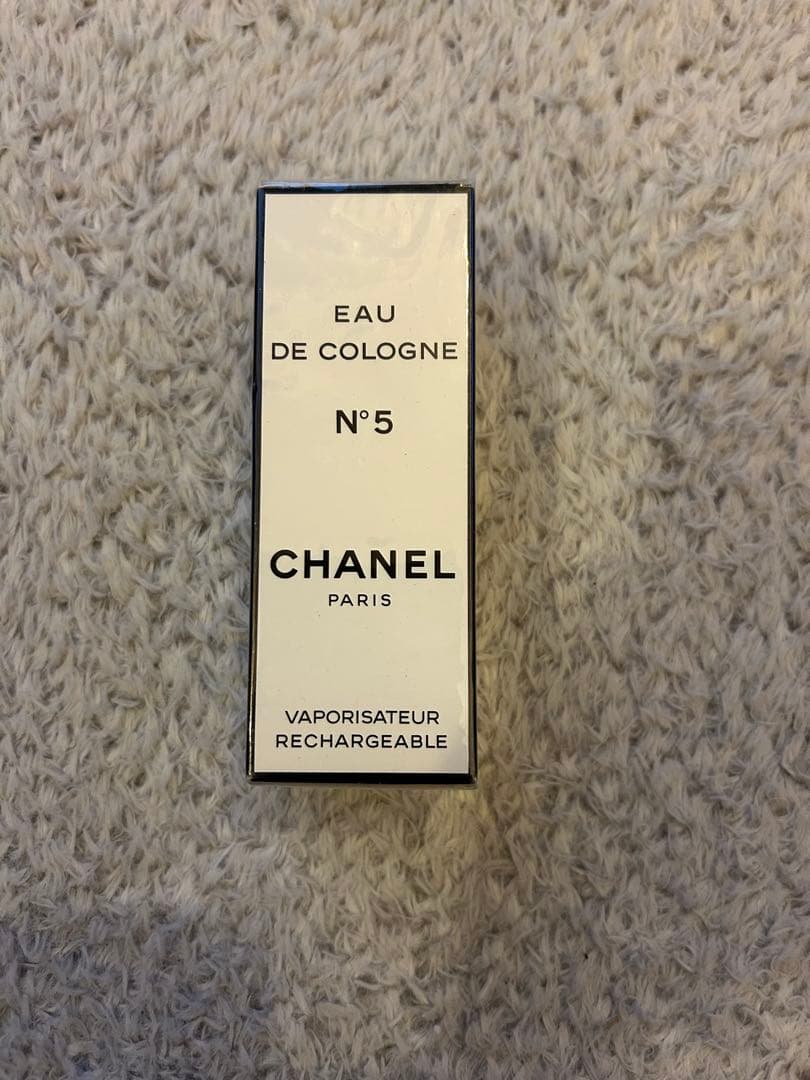 EAU
DE COLOGNE
N°5
CHANEL
PARIS
VAPORISATEUR
RECHARGEABLE